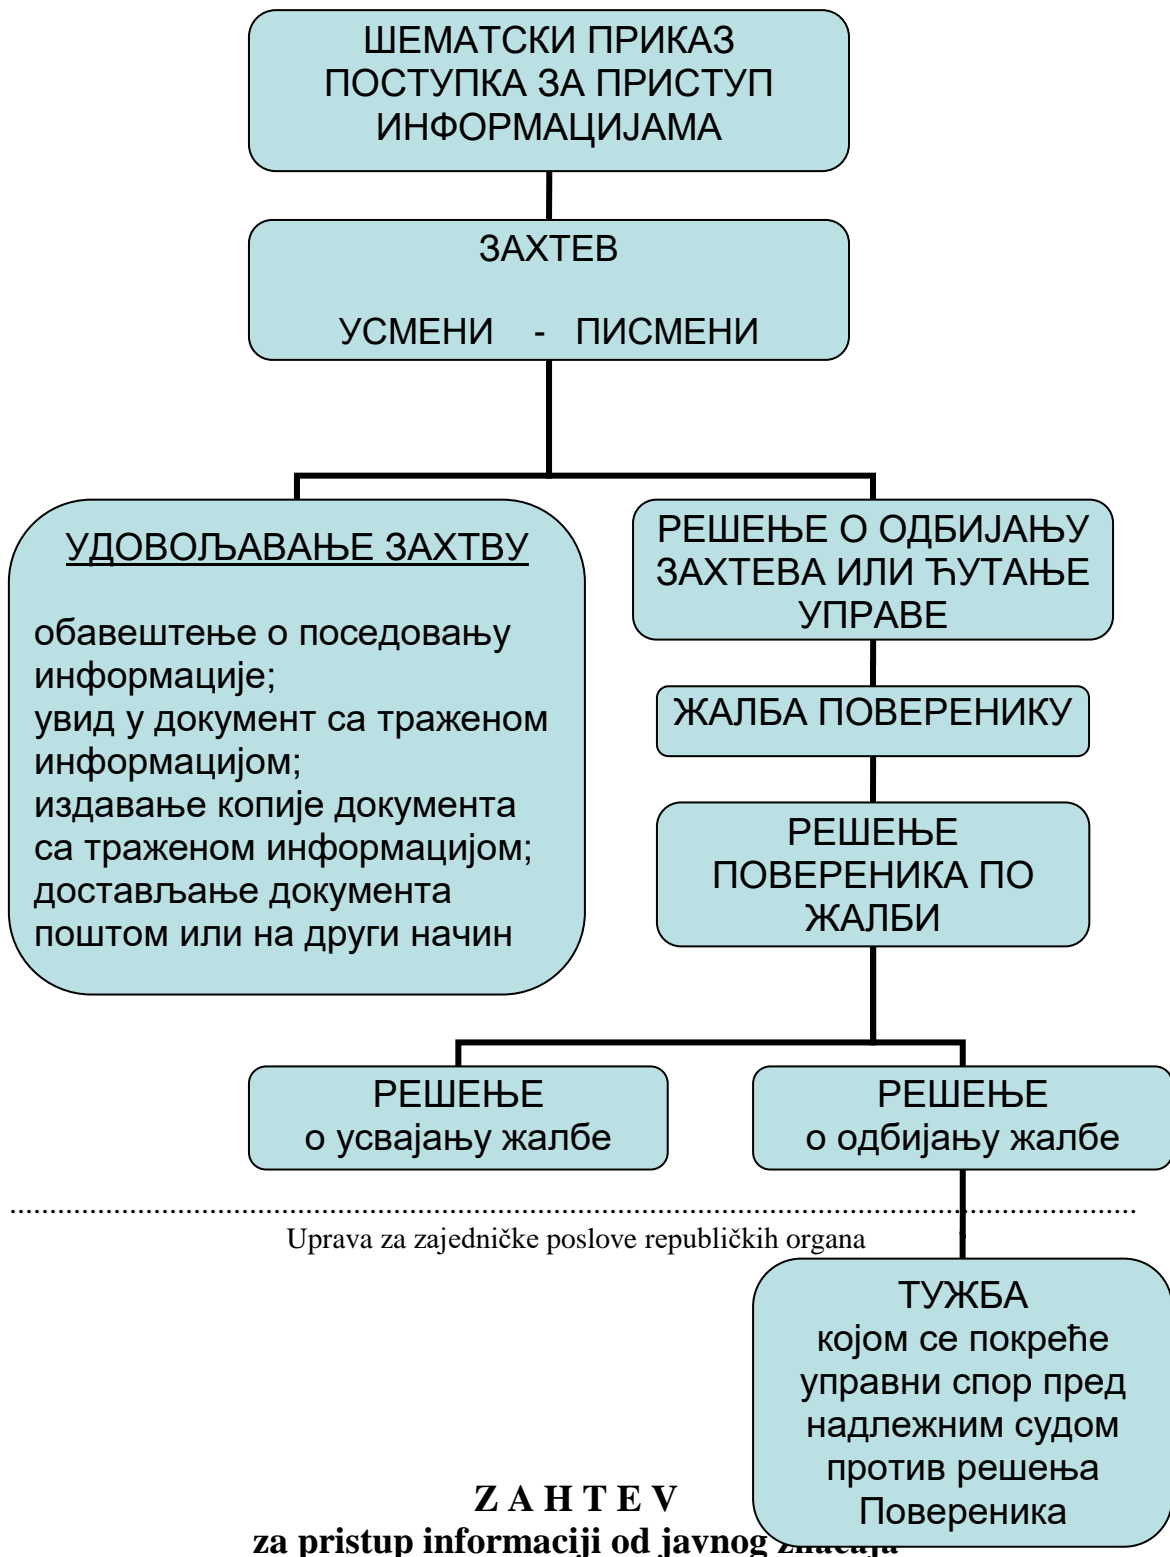 ШЕМАТСКИ ПРИКАЗ
ПОСТУПКА ЗА ПРИСТУП
ИНФОРМАЦИЈАМА
ЗАХТЕВ
УСМЕНИ - ПИСМЕНИ
УДОВОЉАВАЊЕ ЗАХТВУ
обавештење о поседовању
информације;
увид у документ са траженом
информацијом;
издавање копије документа
са траженом информацијом;
достављање документа
поштом или на други начин
РЕШЕЊЕ О ОДБИЈАЊУ
ЗАХТЕВА ИЛИ ЋУТАЊЕ
УПРАВЕ
ЖАЛБА ПОВЕРЕНИКУ
РЕШЕЊЕ
ПОВЕРЕНИКА ПО
ЖАЛБИ
РЕШЕЊЕ
о усвајању жалбе
РЕШЕЊЕ
о одбијању жалбе
Uprava za zajedničke poslove republičkih organa
ТУЖБА
којом се покреће
управни спор пред
надлежним судом
против решења
Повереника
Z A H T E V
za pristup informaciji od javnog